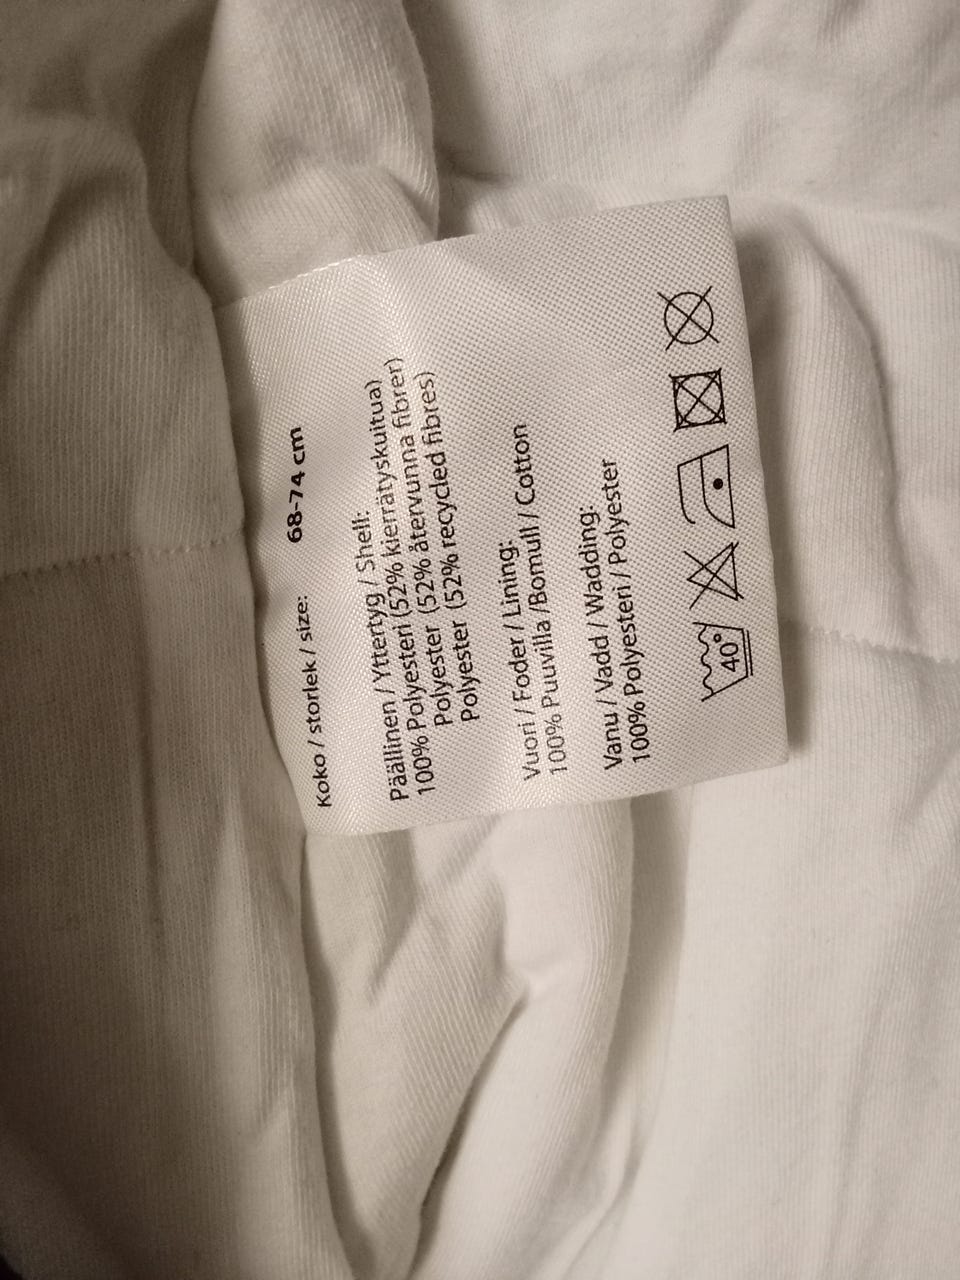 Koko / storlek / size: 68-74 cm
Päällinen / Yttertyg / Shell:
100% Polyesteri (52% kierrätyskuitua)
Polyester (52% återvunna fibrer)
Polyester (52% recycled fibres)
Vuori / Foder / Lining:
100% Puuvilla /Bomull / Cotton
Vanu / Vadd / Wadding:
100% Polyesteri / Polyester
40°